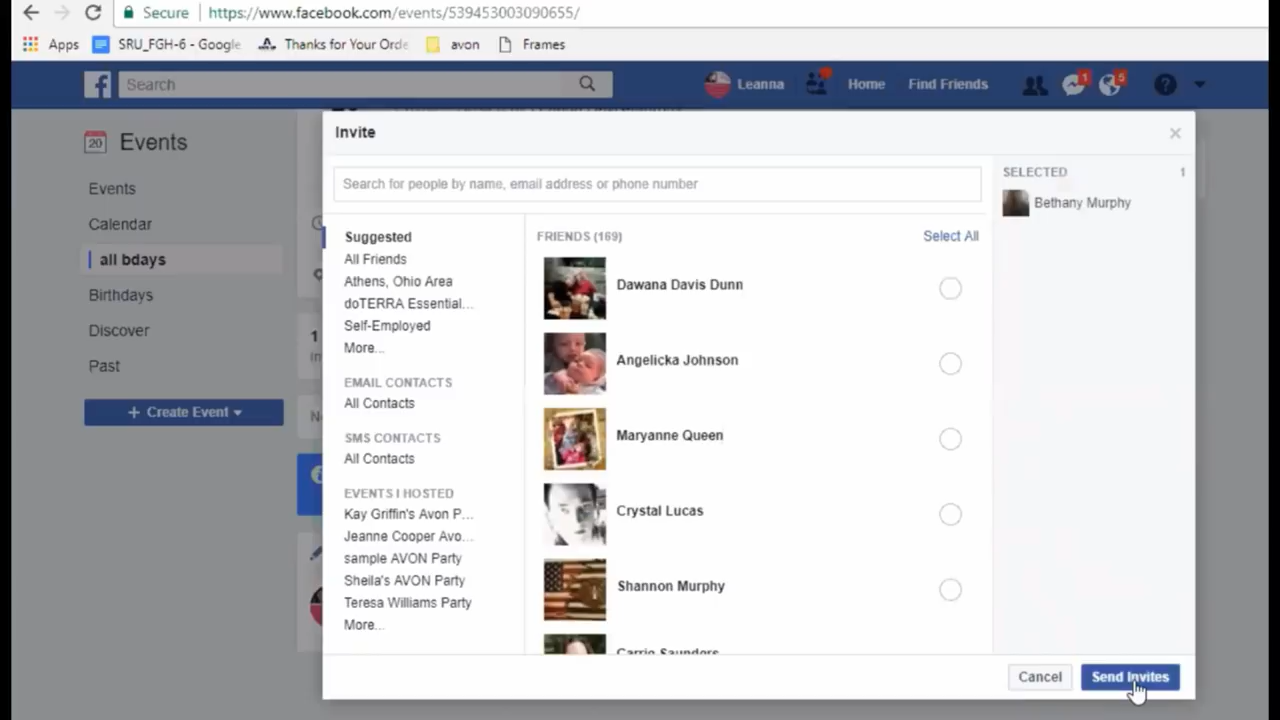 Secure https://www.facebook.com/events/539453003090655/
Apps SRU_FGH-6 - Google Thanks for Your Orde avon Frames
f Search Leanna Home Find Friends 1 5 ?
20 Events
Events
Calendar
all bdays
Birthdays
Discover
Past
+ Create Event
Invite
Search for people by name, email address or phone number
Suggested
All Friends
Athens, Ohio Area
doTERRA Essential...
Self-Employed
More...
EMAIL CONTACTS
All Contacts
SMS CONTACTS
All Contacts
EVENTS I HOSTED
Kay Griffin's Avon P...
Jeanne Cooper Avo...
sample AVON Party
Sheila's AVON Party
Teresa Williams Party
More...
FRIENDS (169) Select All
Dawana Davis Dunn
Angelicka Johnson
Maryanne Queen
Crystal Lucas
Shannon Murphy
Carrie Saunders
SELECTED 1
Bethany Murphy
Cancel Send Invites